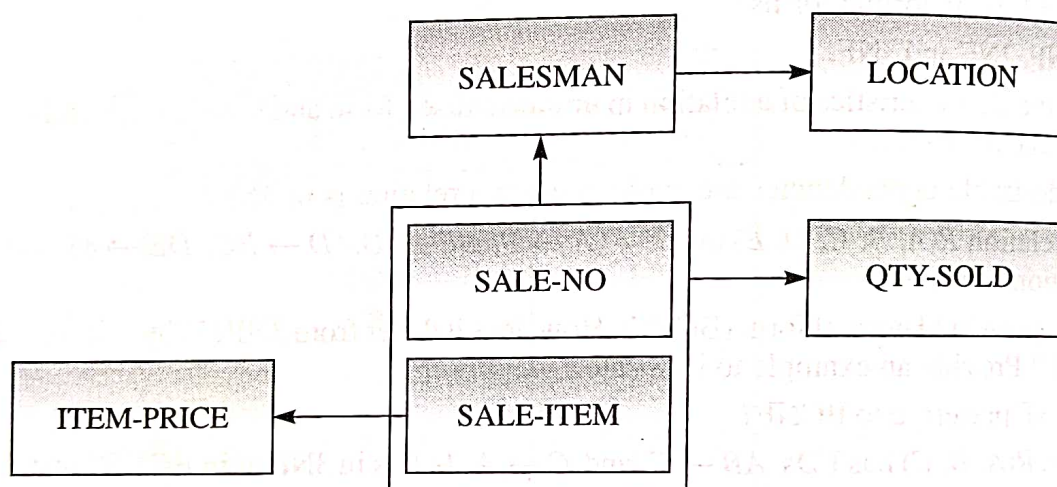 SALESMAN
LOCATION
SALE-NO
QTY-SOLD
ITEM-PRICE
SALE-ITEM